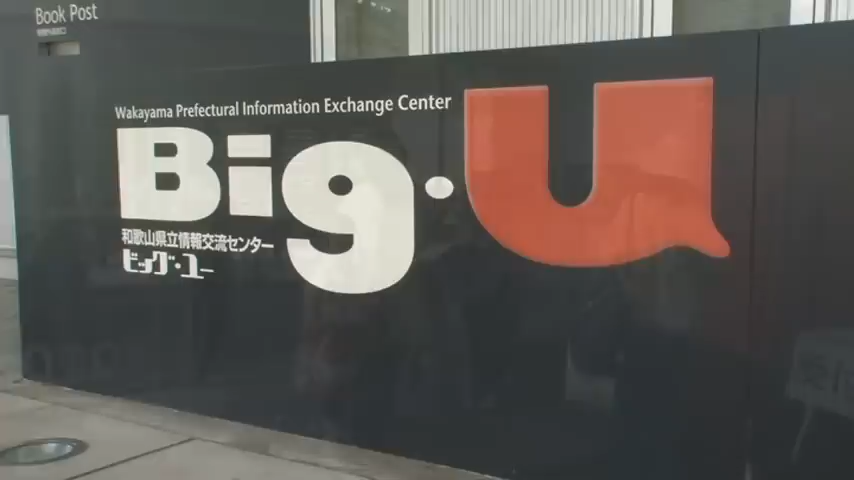 Book Post
Wakayama Prefectural Information Exchange Center
Big・U
和歌山県立情報交流センター
ビッグ・ユー